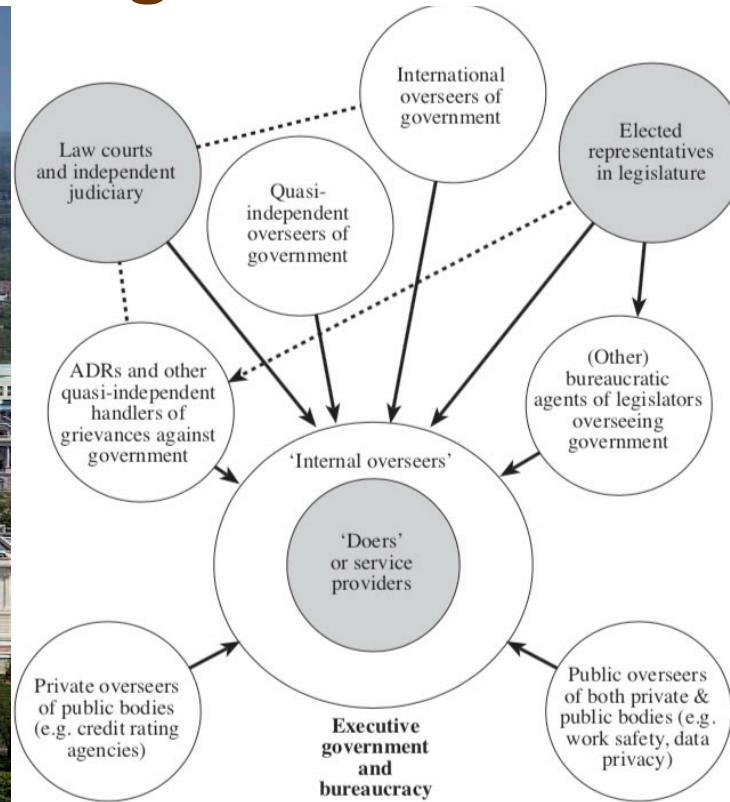 International
overseers of
government
Law courts
and independent
judiciary
Elected
representatives
in legislature
Quasi-
independent
overseers of
government
ADRs and other
quasi-independent
handlers of
grievances against
government
(Other)
bureaucratic
agents of legislators
overseeing
government
‘Internal overseers’
‘Doers’
or service
providers
Private overseers
of public bodies
(e.g. credit rating
agencies)
Public overseers
of both private &
public bodies (e.g.
work safety, data
privacy)
Executive
government
and
bureaucracy